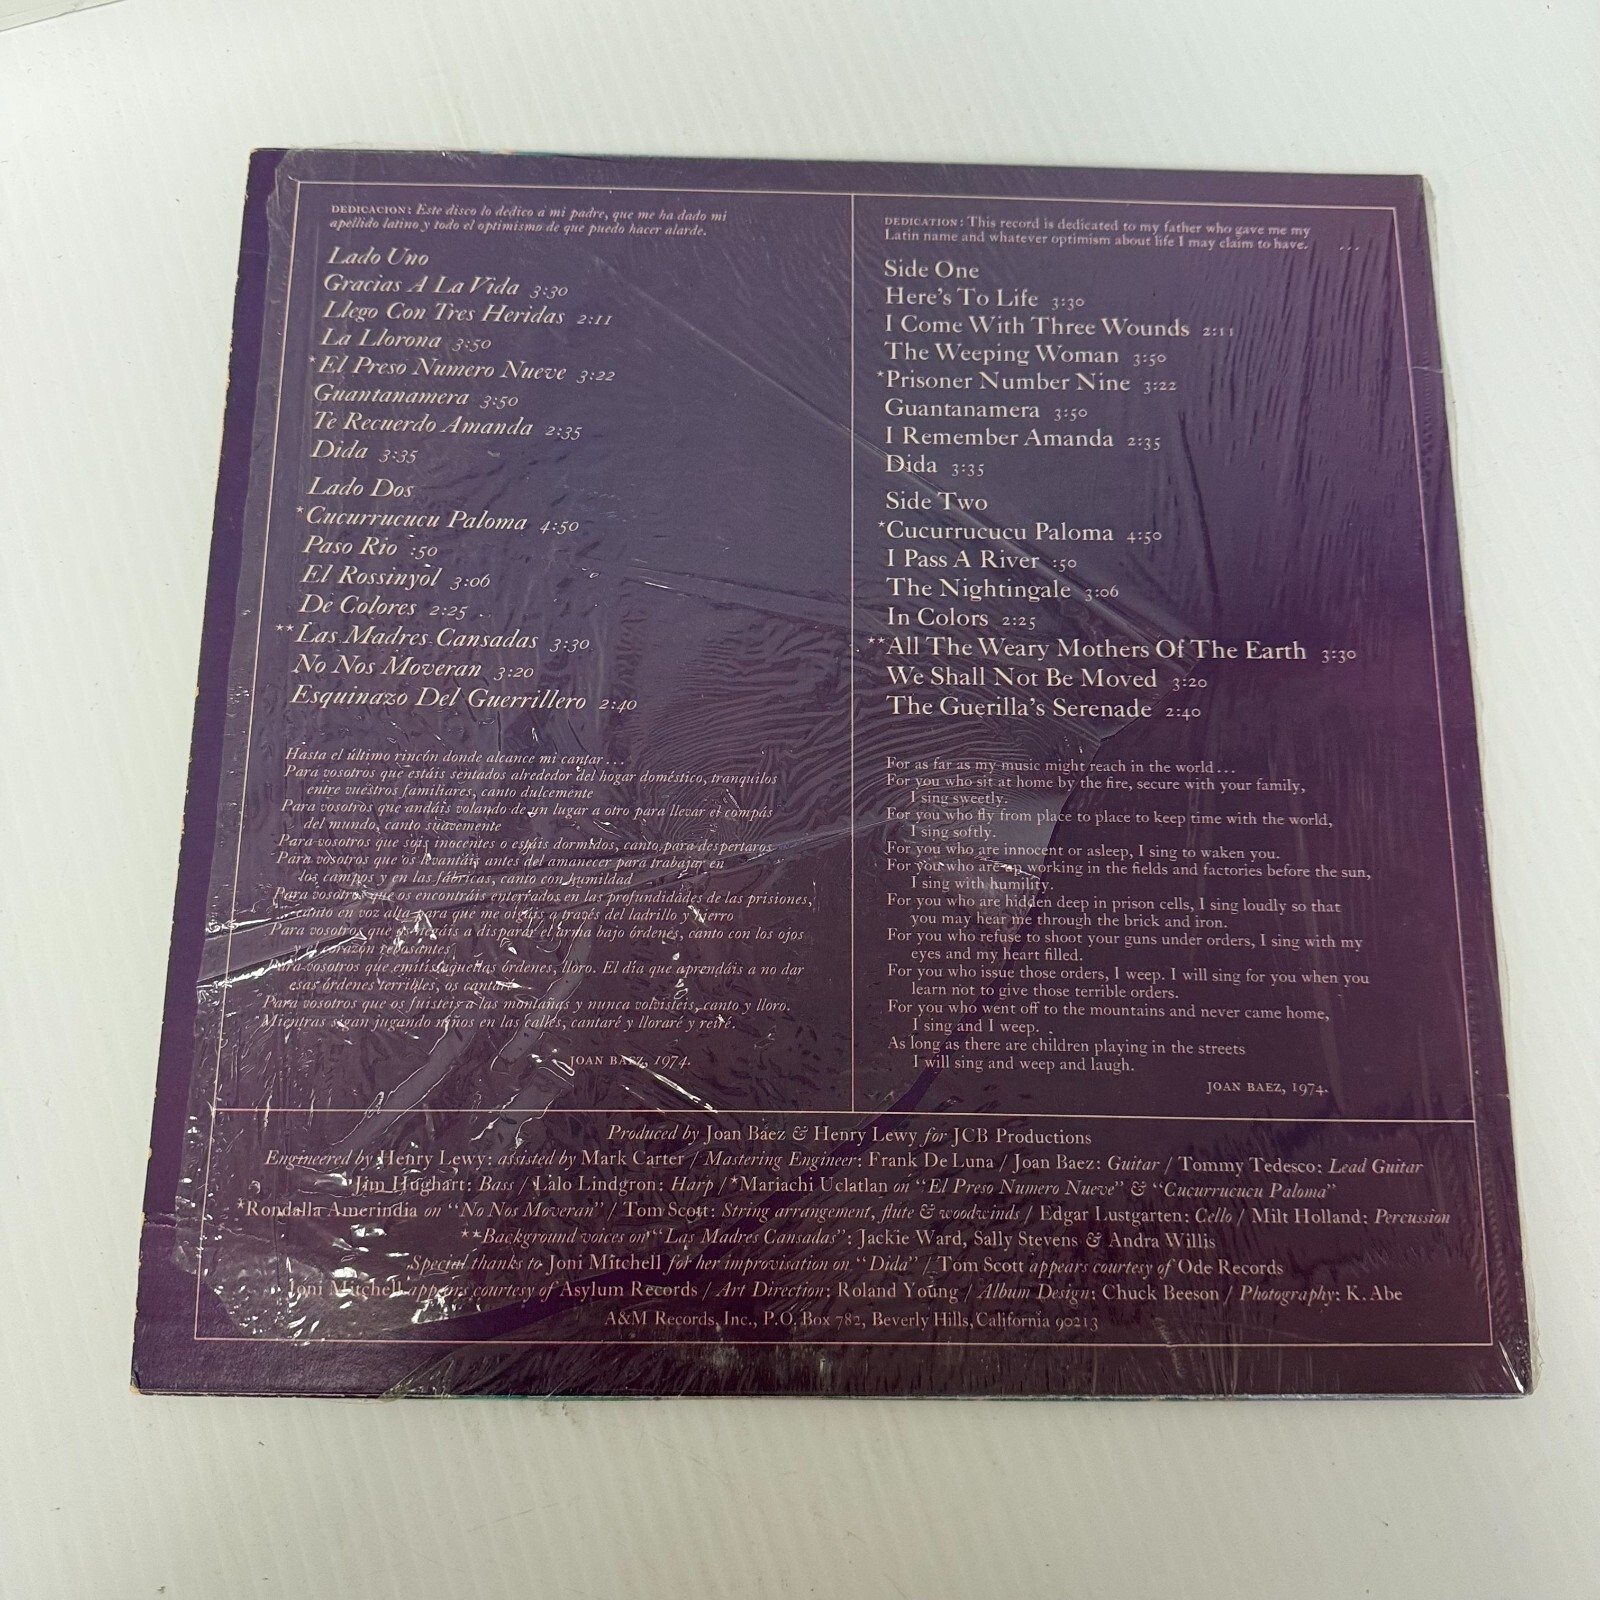 DEDICACION: Este disco lo dedico a mi padre, que me ha dado mi
apellido latino y todo el optimismo de que puedo hacer alarde.
Lado Uno
Gracias A La Vida 3:30
Llego Con Tres Heridas 2:11
La Llorona 3:50
*El Preso Numero Nueve 3:22
Guantanamera 3:50
Te Recuerdo Amanda 2:35
Dida 3:35
Lado Dos
*Cucurrucucu Paloma 4:50
Paso Rio :50
El Rossinyol 3:06
De Colores 2:25
**Las Madres Cansadas 3:30
No Nos Moveran 3:20
Esquinazo Del Guerrillero 2:40
Hasta el último rincón donde alcance mi cantar...
Para vosotros que estáis sentados alrededor del hogar doméstico, tranquilos
entre vuestros familiares, canto dulcemente
Para vosotros que andáis volando de un lugar a otro para llevar el compás
del mundo, canto suavemente
Para vosotros que sois inocentes o estáis dormidos, canto para despertaros
Para vosotros que os levantáis antes del amanecer para trabajar en
los campos y en las fábricas, canto con humildad
Para vosotros que os encontráis enterrados en las profundidades de las prisiones,
canto en voz alta para que me oigáis a través del ladrillo y hierro
Para vosotros que os negáis a disparar el arma bajo órdenes, canto con los ojos
y el corazón rebosantes
Para vosotros que emitís aquellas órdenes, lloro. El dia que aprendáis a no dar
esas órdenes terribles, os cantaré
Para vosotros que os fuisteis a las montañas y nunca volvisteis, canto y lloro.
Mientras sigan jugando niños en las calles, cantaré y lloraré y reiré.
JOAN BAEZ, 1974.
DEDICATION: This record is dedicated to my father who gave me my
Latin name and whatever optimism about life I may claim to have.
Side One
Here's To Life 3:30
I Come With Three Wounds 2:11
The Weeping Woman 3:50
*Prisoner Number Nine 3:22
Guantanamera 3:50
I Remember Amanda 2:35
Dida 3:35
Side Two
*Cucurrucucu Paloma 4:50
I Pass A River :50
The Nightingale 3:06
In Colors 2:25
**All The Weary Mothers Of The Earth 3:30
We Shall Not Be Moved 3:20
The Guerilla's Serenade 2:40
For as far as my music might reach in the world...
For you who sit at home by the fire, secure with your family,
I sing sweetly.
For you who fly from place to place to keep time with the world,
I sing softly.
For you who are innocent or asleep, I sing to waken you.
For you who are up working in the fields and factories before the sun,
I sing with humility.
For you who are hidden deep in prison cells, I sing loudly so that
you may hear me through the brick and iron.
For you who refuse to shoot your guns under orders, I sing with my
eyes and my heart filled.
For you who issue those orders, I weep. I will sing for you when you
learn not to give those terrible orders.
For you who went off to the mountains and never came home,
I sing and I weep.
As long as there are children playing in the streets
I will sing and weep and laugh.
JOAN BAEZ, 1974.
Produced by Joan Baez & Henry Lewy for JCB Productions
Engineered by Henry Lewy: assisted by Mark Carter / Mastering Engineer: Frank De Luna / Joan Baez: Guitar / Tommy Tedesco: Lead Guitar
Jim Hughart: Bass / Lalo Lindgron: Harp / *Mariachi Uclatlan on "El Preso Numero Nueve" & "Cucurrucucu Paloma"
*Rondalla Amerindia on "No Nos Moveran" / Tom Scott: String arrangement, flute & woodwinds / Edgar Lustgarten: Cello / Milt Holland: Percussion
**Background voices on "Las Madres Cansadas": Jackie Ward, Sally Stevens & Andra Willis
Special thanks to Joni Mitchell for her improvisation on "Dida" / Tom Scott appears courtesy of Ode Records
Joni Mitchell appears courtesy of Asylum Records / Art Direction: Roland Young / Album Design: Chuck Beeson / Photography: K. Abe
A&M Records, Inc., P.O. Box 782, Beverly Hills, California 90213